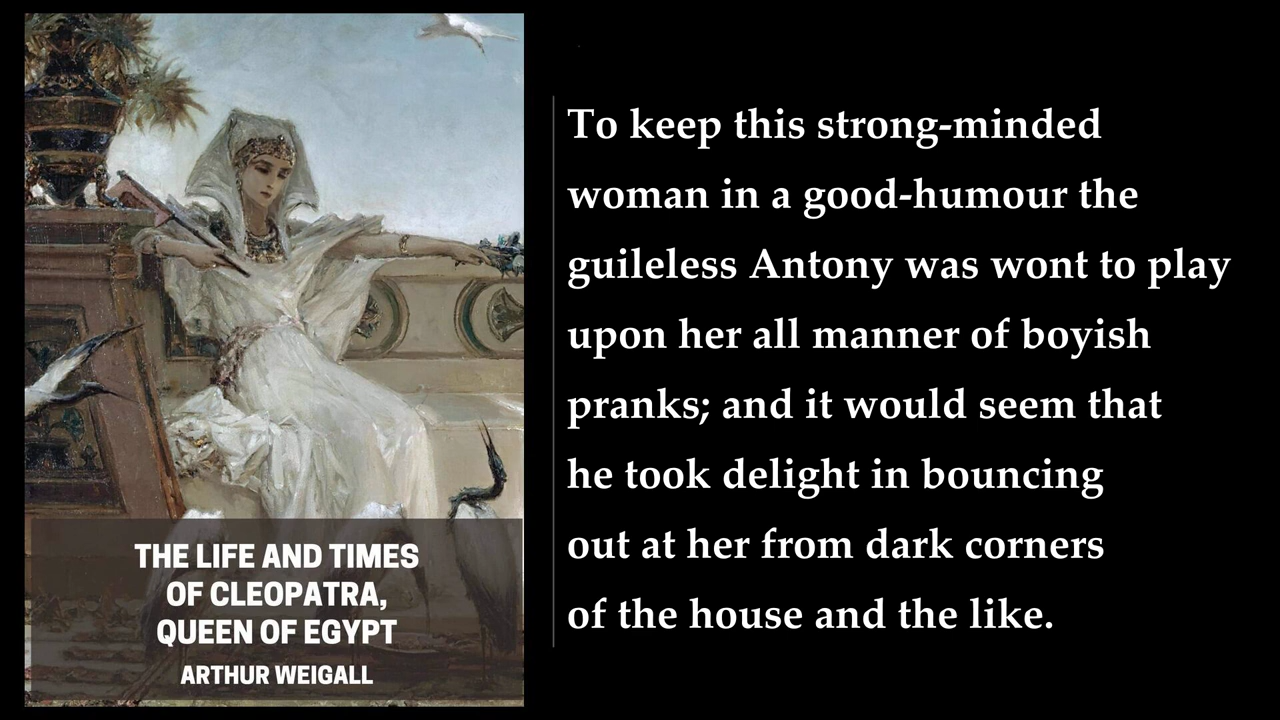 THE LIFE AND TIMES
OF CLEOPATRA,
QUEEN OF EGYPT
ARTHUR WEIGALL
To keep this strong-minded
woman in a good-humour the
guileless Antony was wont to play
upon her all manner of boyish
pranks; and it would seem that
he took delight in bouncing
out at her from dark corners
of the house and the like.